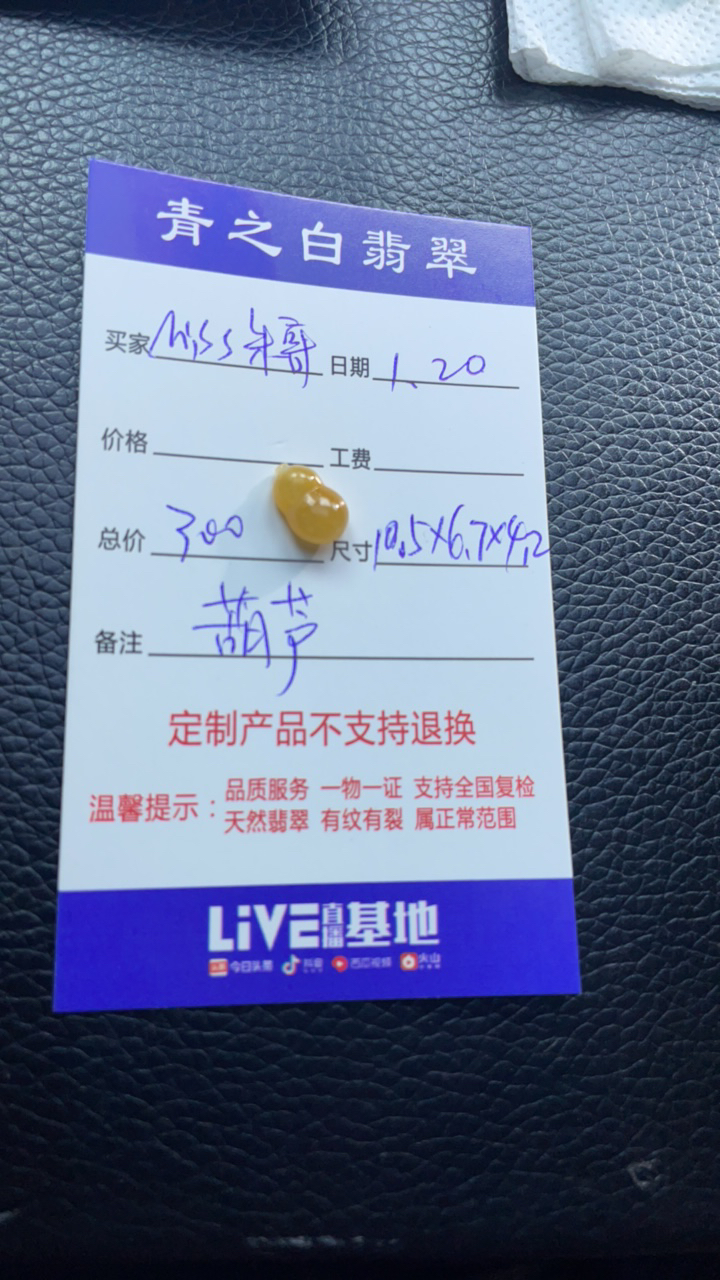 青之白翡翠
买家 Miss朱哥 日期 1.20
价格 工费
总价 300 尺寸 10.5X6.7X4.2
备注 葫芦
定制产品不支持退换
温馨提示：品质服务 一物一证 支持全国复检
天然翡翠 有纹有裂 属正常范围
LiVE直播基地
今日头条 抖音 西瓜视频 火山